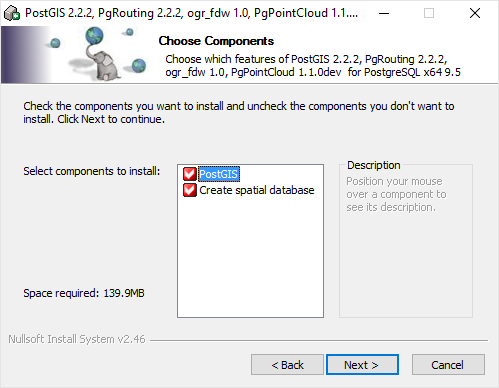 PostGIS 2.2.2, PgRouting 2.2.2, ogr_fdw 1.0, PgPointCloud 1.1....
Choose Components
Choose which features of PostGIS 2.2.2, PgRouting 2.2.2,
ogr_fdw 1.0, PgPointCloud 1.1.0dev for PostgreSQL x64 9.5
Check the components you want to install and uncheck the components you don't want to
install. Click Next to continue.
Select components to install:
PostGIS
Create spatial database
Description
Position your mouse
over a component to
see its description.
Space required: 139.9MB
Nullsoft Install System v2.46
< Back
Next >
Cancel